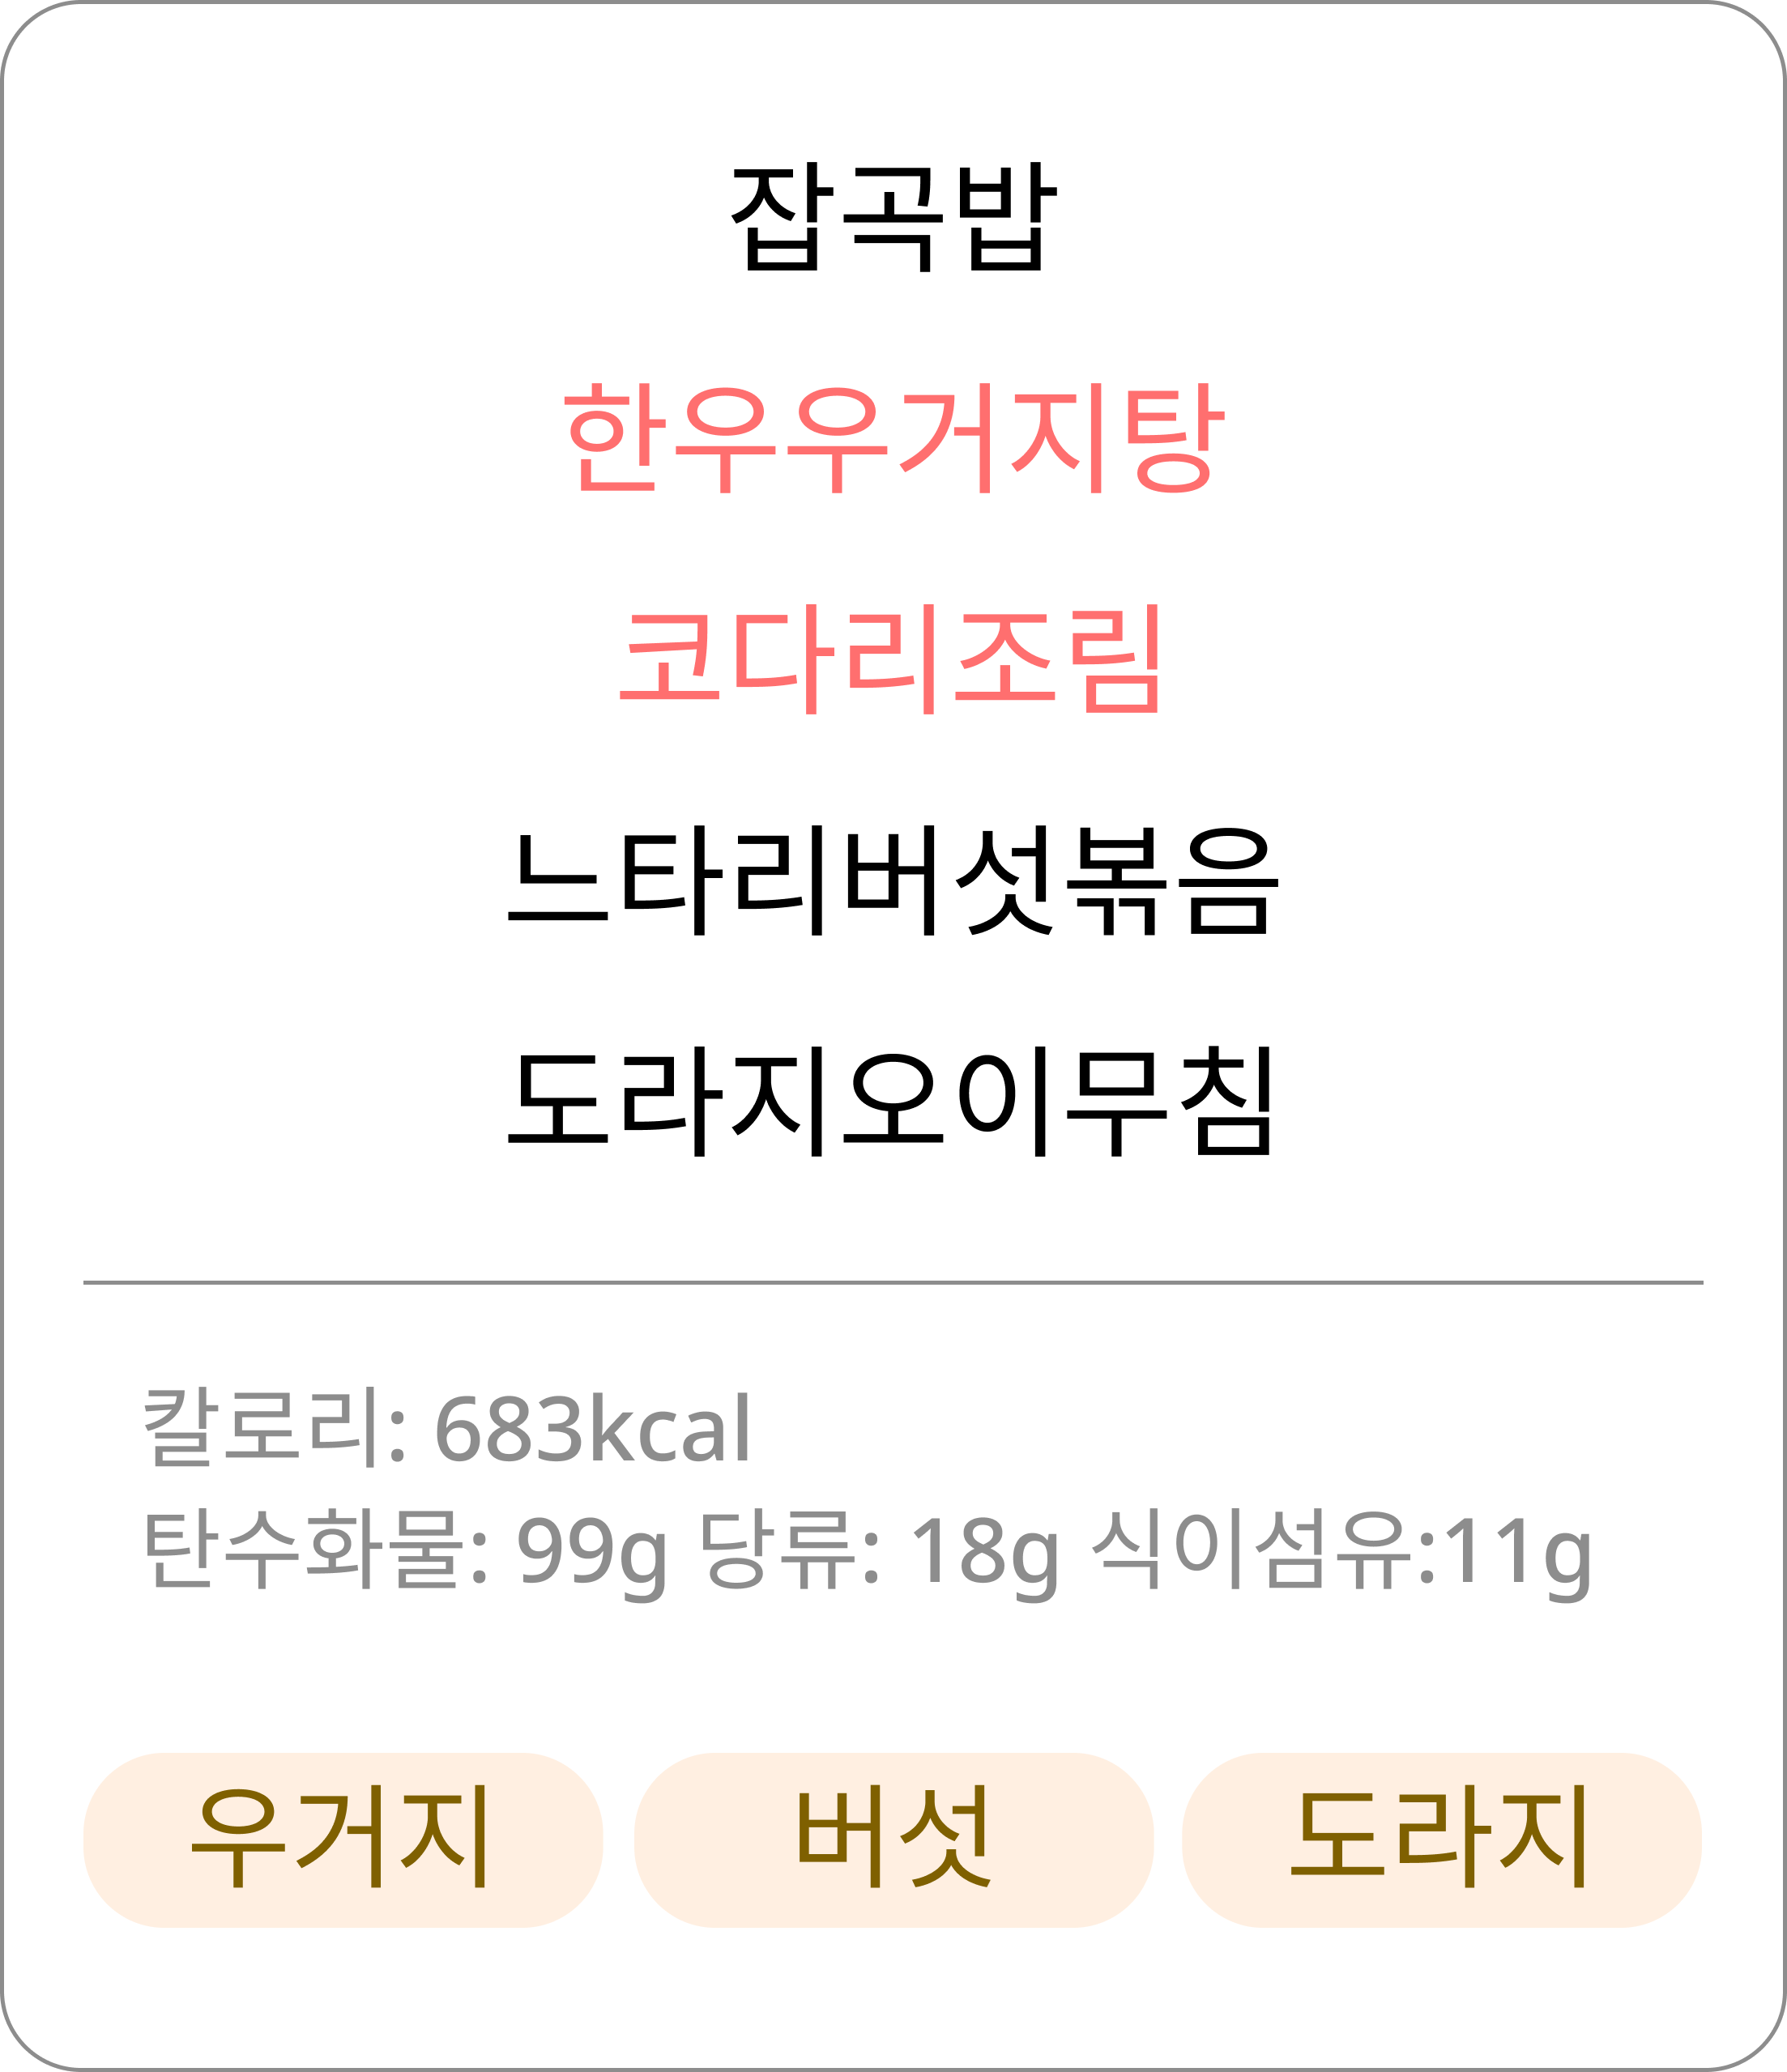 잡곡밥
한우우거지탕
코다리조림
느타리버섯볶음
도라지오이무침
칼로리: 683kcal
탄수화물: 99g 당류: 18g 식이섬유:11g
우거지 버섯 도라지